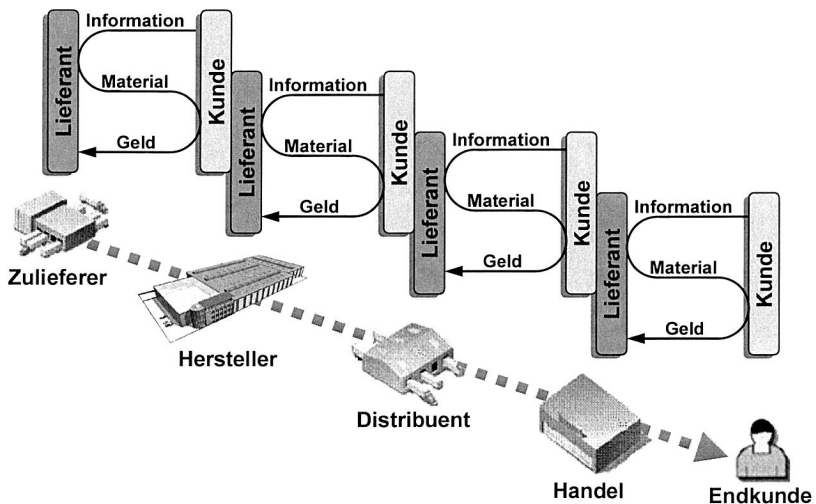 Lieferant
Information
Material
Geld
Kunde
Lieferant
Information
Material
Geld
Kunde
Lieferant
Information
Material
Geld
Kunde
Lieferant
Information
Material
Geld
Kunde
Zulieferer
Hersteller
Distribuent
Handel
Endkunde